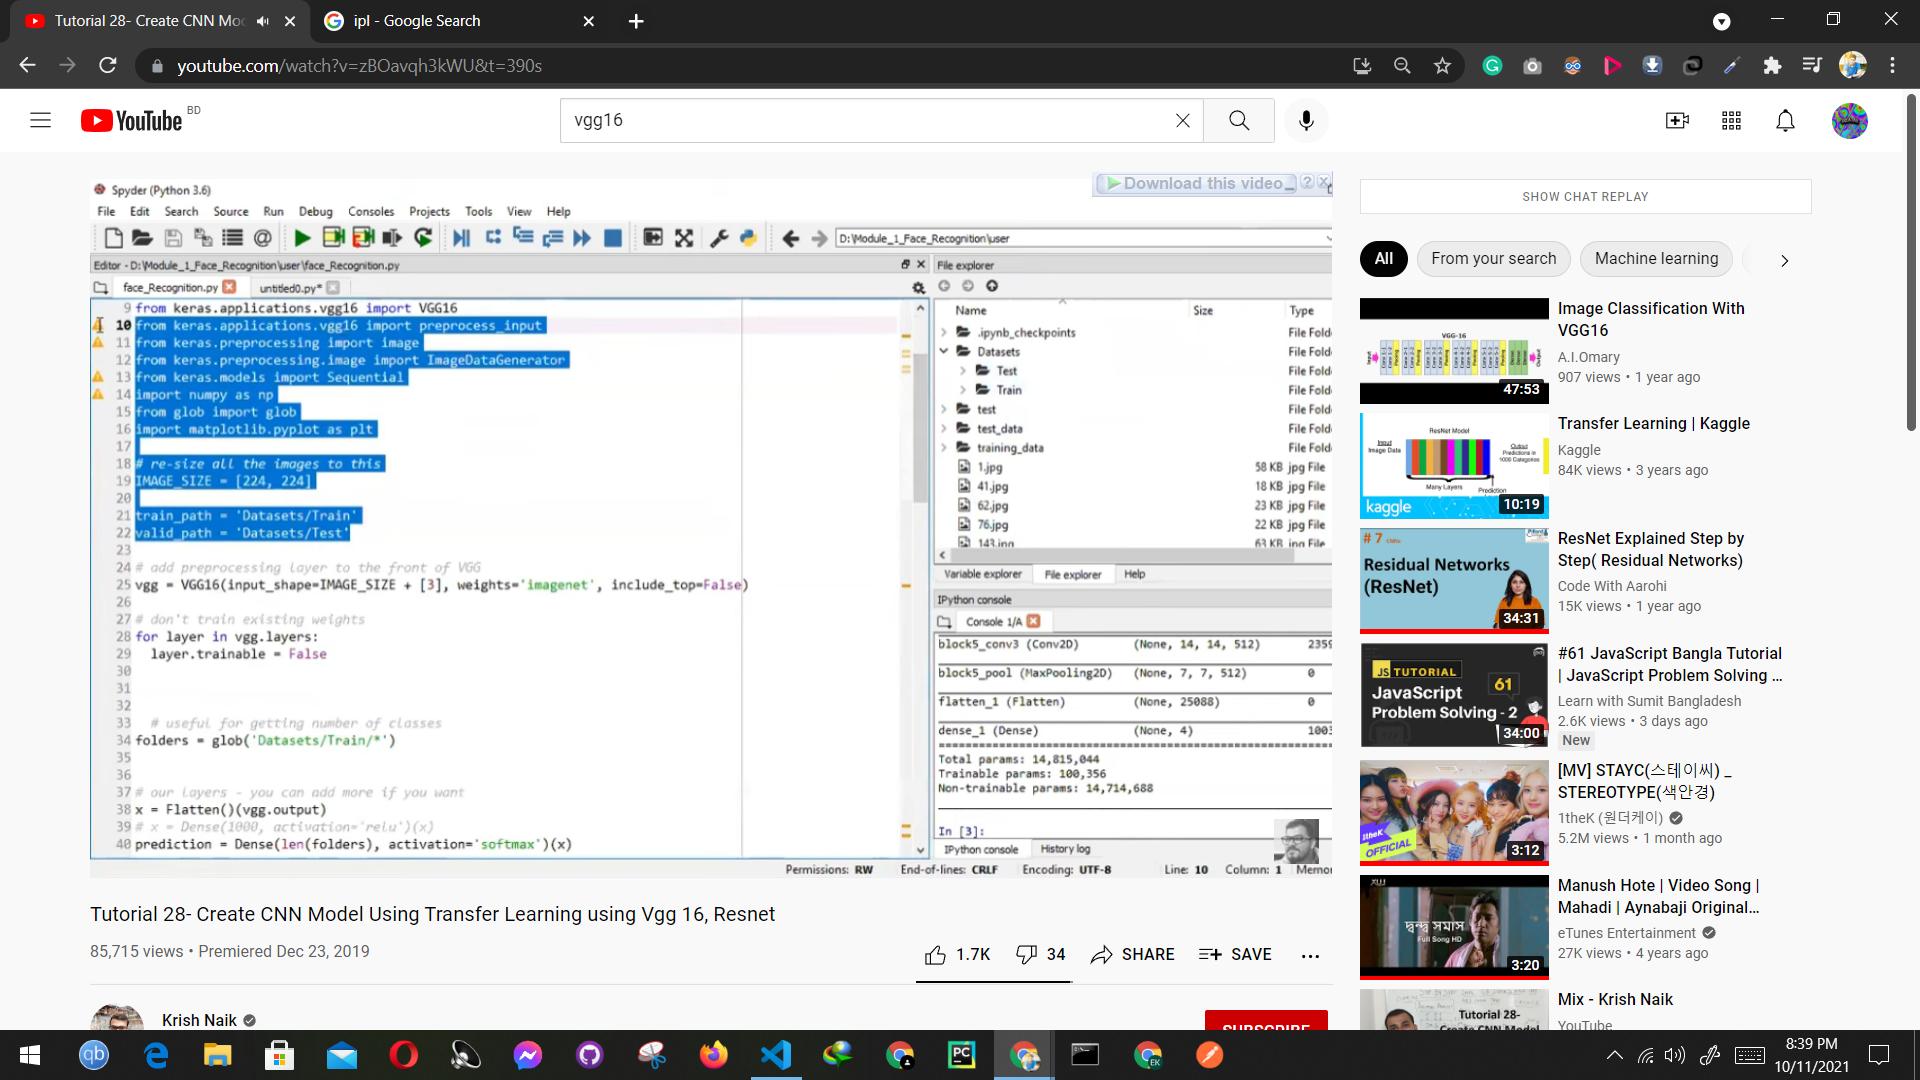 Tutorial 28- Create CNN Mo
ipl - Google Search
youtube.com/watch?v=zBOavqh3kWU&t=390s
YouTube BD
vgg16
Spyder (Python 3.6)
File Edit Search Source Run Debug Consoles Projects Tools View Help
Download this video
D:\Module_1_Face_Recognition\user
Editor - D:\Module_1_Face_Recognition\user\face_Recognition.py
face_Recognition.py untitled0.py*
9 from keras.applications.vgg16 import VGG16
10 from keras.applications.vgg16 import preprocess_input
11 from keras.preprocessing import image
12 from keras.preprocessing.image import ImageDataGenerator
13 from keras.models import Sequential
14 import numpy as np
15 from glob import glob
16 import matplotlib.pyplot as plt
17
18 # re-size all the images to this
19 IMAGE_SIZE = [224, 224]
20
21 train_path = 'Datasets/Train'
22 valid_path = 'Datasets/Test'
23
24 # add preprocessing layer to the front of VGG
25 vgg = VGG16(input_shape=IMAGE_SIZE + [3], weights='imagenet', include_top=False)
26
27 # don't train existing weights
28 for layer in vgg.layers:
29 layer.trainable = False
30
31
32
33 # useful for getting number of classes
34 folders = glob('Datasets/Train/*')
35
36
37 # our layers - you can add more if you want
38 x = Flatten()(vgg.output)
39 # x = Dense(1000, activation='relu')(x)
40 prediction = Dense(len(folders), activation='softmax')(x)
File explorer
Name Size Type
.ipynb_checkpoints File Fold
Datasets File Fold
Test File Fold
Train File Fold
test File Fold
test_data File Fold
training_data File Fold
1.jpg 58 KB jpg File
41.jpg 18 KB jpg File
62.jpg 23 KB jpg File
76.jpg 22 KB jpg File
143.jpg 63 KB jpg File
Variable explorer File explorer Help
IPython console
Console 1/A
block5_conv3 (Conv2D) (None, 14, 14, 512) 2359
block5_pool (MaxPooling2D) (None, 7, 7, 512) 0
flatten_1 (Flatten) (None, 25088) 0
dense_1 (Dense) (None, 4) 1003
Total params: 14,815,044
Trainable params: 100,356
Non-trainable params: 14,714,688
In [3]:
IPython console History log
Permissions: RW End-of-lines: CRLF Encoding: UTF-8 Line: 10 Column: 1 Memo
Tutorial 28- Create CNN Model Using Transfer Learning using Vgg 16, Resnet
85,715 views • Premiered Dec 23, 2019
1.7K 34 SHARE SAVE
Krish Naik
SUBSCRIBE
SHOW CHAT REPLAY
All From your search Machine learning
VGG-16
47:53
Image Classification With
VGG16
A.I.Omary
907 views • 1 year ago
ResNet Model
Input
Image Data
Output
Predictions in
1000 Categories
Many Layers
Prediction
kaggle
10:19
Transfer Learning | Kaggle
Kaggle
84K views • 3 years ago
# 7
Residual Networks
(ResNet)
34:31
ResNet Explained Step by
Step( Residual Networks)
Code With Aarohi
15K views • 1 year ago
JS TUTORIAL
61
JavaScript
Problem Solving - 2
34:00
#61 JavaScript Bangla Tutorial
| JavaScript Problem Solving ...
Learn with Sumit Bangladesh
2.6K views • 3 days ago
New
1theK
OFFICIAL
3:12
[MV] STAYC(스테이씨) _
STEREOTYPE(색안경)
1theK (원더케이)
5.2M views • 1 month ago
দ্বন্দ্ব সমাস
Full Song HD
3:20
Manush Hote | Video Song |
Mahadi | Aynabaji Original...
eTunes Entertainment
27K views • 4 years ago
Tutorial 28-
Create CNN Model
Mix - Krish Naik
YouTube
8:39 PM
10/11/2021